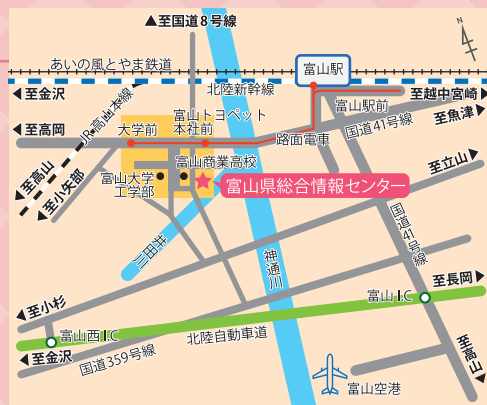 ▲至国道8号線
N
あいの風とやま鉄道
富山駅
北陸新幹線
◀至金沢
至越中宮崎▶
JR高山本線
富山トヨペット
本社前
富山駅前
至魚津▶
◀至高岡
大学前
国道41号線
路面電車
富山商業高校
至立山▶
◀至高山
◀至小矢部
富山大学
工学部
富山県総合情報センター
国道41号線
神通川
至長岡▶
富山I.C
◀至小杉
富山西I.C
北陸自動車道
◀至金沢
国道359号線
至高山▶
富山空港